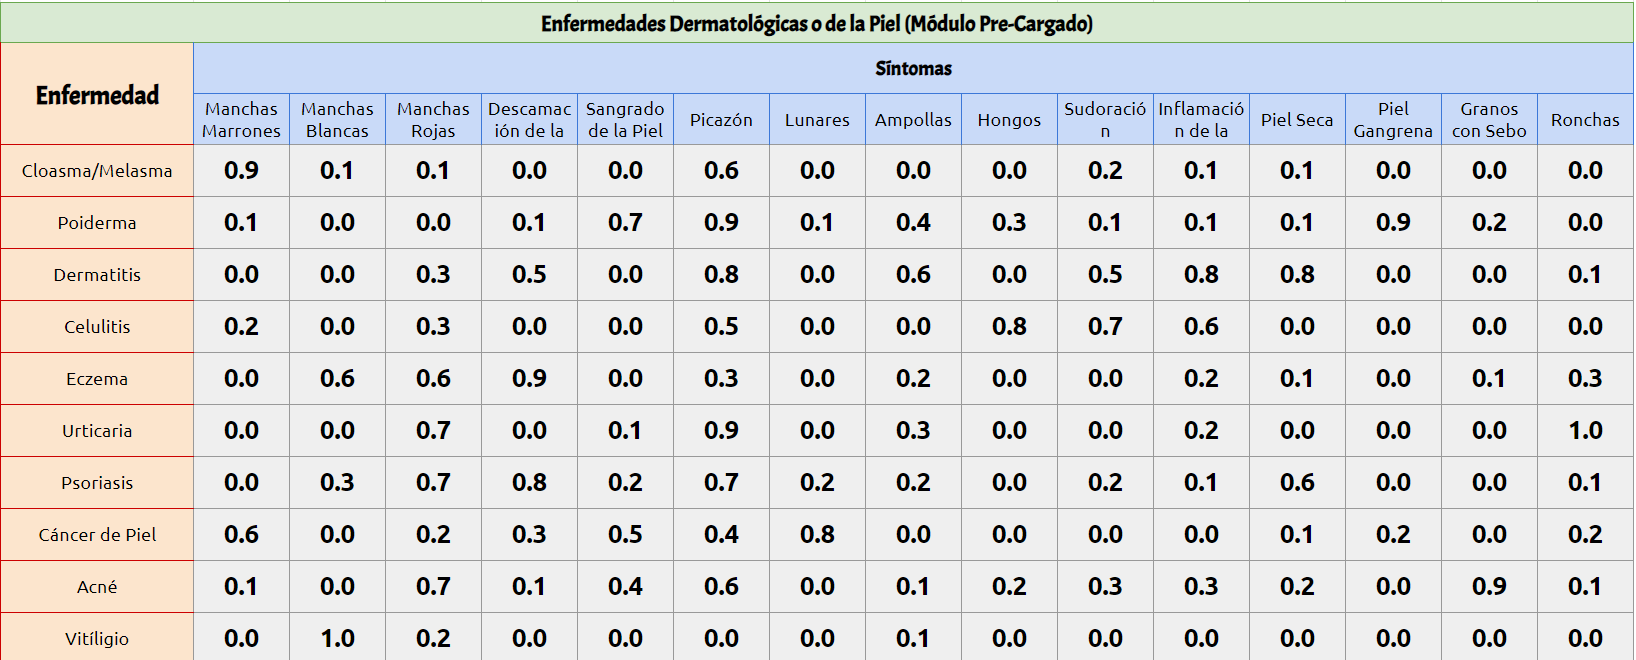 Enfermedades Dermatológicas o de la Piel (Módulo Pre-Cargado)
Enfermedad
Síntomas
Manchas Marrones
Manchas Blancas
Manchas Rojas
Descamac ión de la
Sangrado de la Piel
Picazón
Lunares
Ampollas
Hongos
Sudoració n
Inflamació n de la
Piel Seca
Piel Gangrena
Granos con Sebo
Ronchas
Cloasma/Melasma 0.9 0.1 0.1 0.0 0.0 0.6 0.0 0.0 0.0 0.2 0.1 0.1 0.0 0.0 0.0
Poiderma 0.1 0.0 0.0 0.1 0.7 0.9 0.1 0.4 0.3 0.1 0.1 0.1 0.9 0.2 0.0
Dermatitis 0.0 0.0 0.3 0.5 0.0 0.8 0.0 0.6 0.0 0.5 0.8 0.8 0.0 0.0 0.1
Celulitis 0.2 0.0 0.3 0.0 0.0 0.5 0.0 0.0 0.8 0.7 0.6 0.0 0.0 0.0 0.0
Eczema 0.0 0.6 0.6 0.9 0.0 0.3 0.0 0.2 0.0 0.0 0.2 0.1 0.0 0.1 0.3
Urticaria 0.0 0.0 0.7 0.0 0.1 0.9 0.0 0.3 0.0 0.0 0.2 0.0 0.0 0.0 1.0
Psoriasis 0.0 0.3 0.7 0.8 0.2 0.7 0.2 0.2 0.0 0.2 0.1 0.6 0.0 0.0 0.1
Cáncer de Piel 0.6 0.0 0.2 0.3 0.5 0.4 0.8 0.0 0.0 0.0 0.0 0.1 0.2 0.0 0.2
Acné 0.1 0.0 0.7 0.1 0.4 0.6 0.0 0.1 0.2 0.3 0.3 0.2 0.0 0.9 0.1
Vitíligio 0.0 1.0 0.2 0.0 0.0 0.0 0.0 0.1 0.0 0.0 0.0 0.0 0.0 0.0 0.0